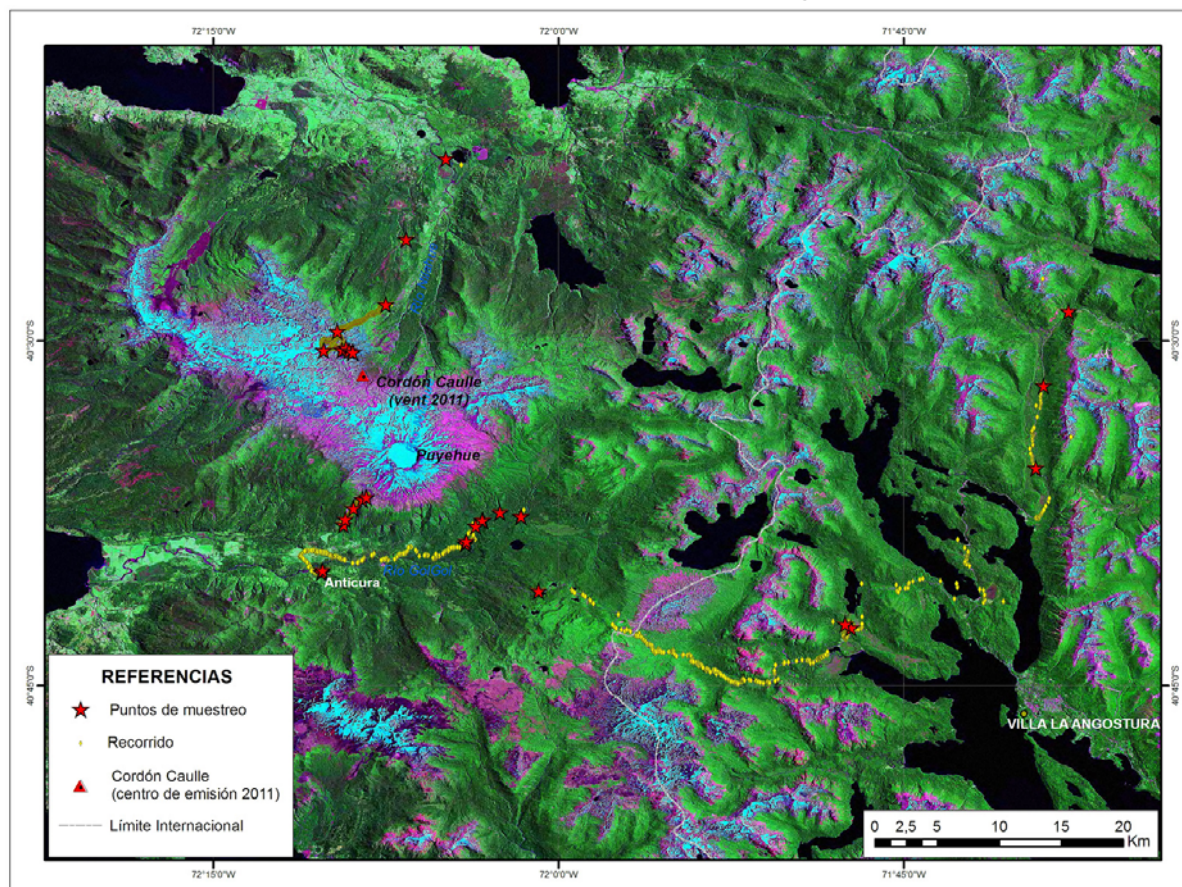 72°15'0"W 72°0'0"W 71°45'0"W
40°30'0"S 40°30'0"S
Cordón Caulle
(vent 2011)
Puyehue
Río Golgol
Anticura
40°45'0"S 40°45'0"S
VILLA LA ANGOSTURA
REFERENCIAS
Puntos de muestreo
Recorrido
Cordón Caulle
(centro de emisión 2011)
Límite Internacional
0 2,5 5 10 15 20
Km
72°15'0"W 72°0'0"W 71°45'0"W